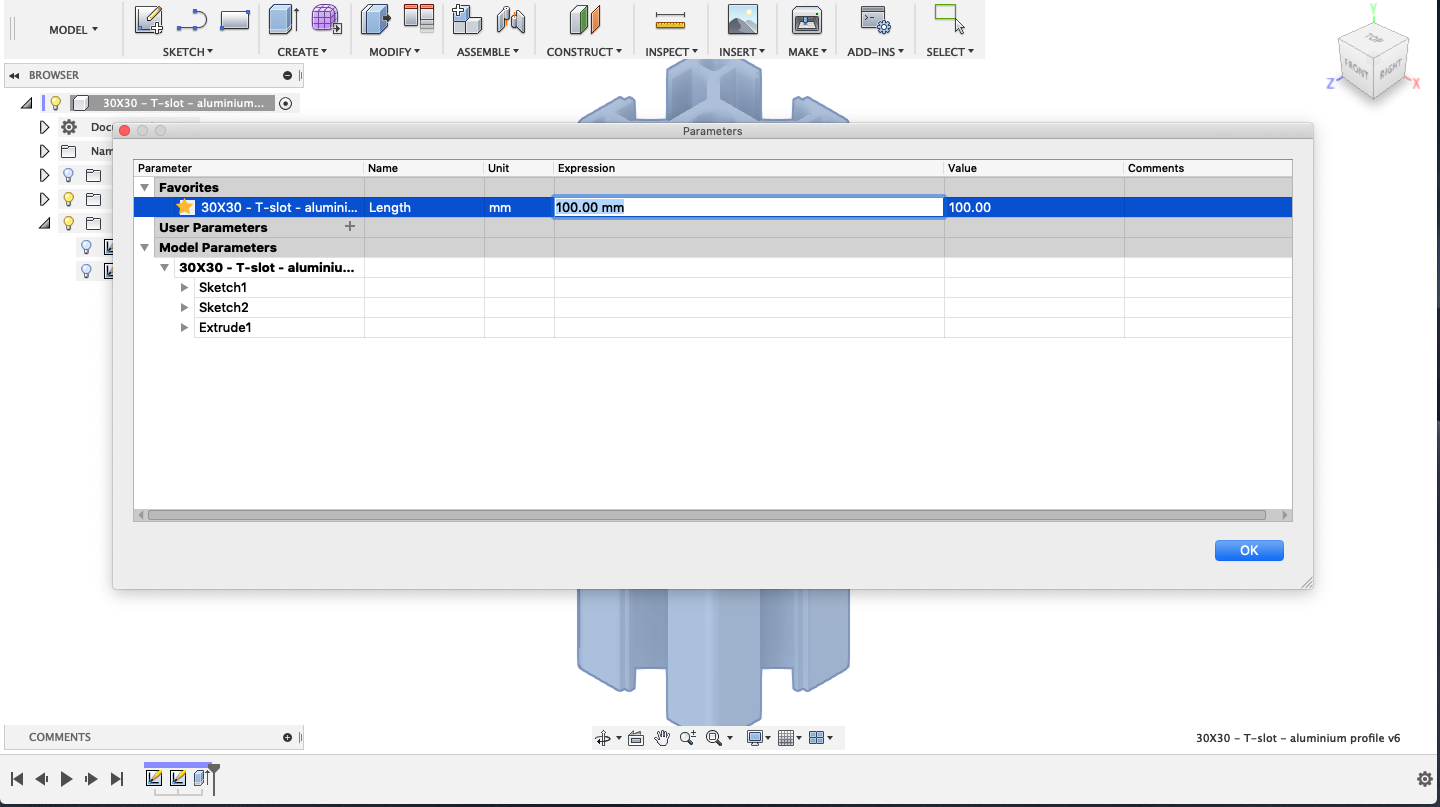 MODEL
SKETCH
CREATE
MODIFY
ASSEMBLE
CONSTRUCT
INSPECT
INSERT
MAKE
ADD-INS
SELECT
Y
TOP
FRONT
RIGHT
Z
X
BROWSER
30X30 - T-slot - aluminium...
Docu
Nam
Parameters
Parameter Name Unit Expression Value Comments
Favorites
30X30 - T-slot - alumini... Length mm 100.00 mm 100.00
User Parameters
Model Parameters
30X30 - T-slot - aluminiu...
Sketch1
Sketch2
Extrude1
OK
COMMENTS
30X30 - T-slot - aluminium profile v6